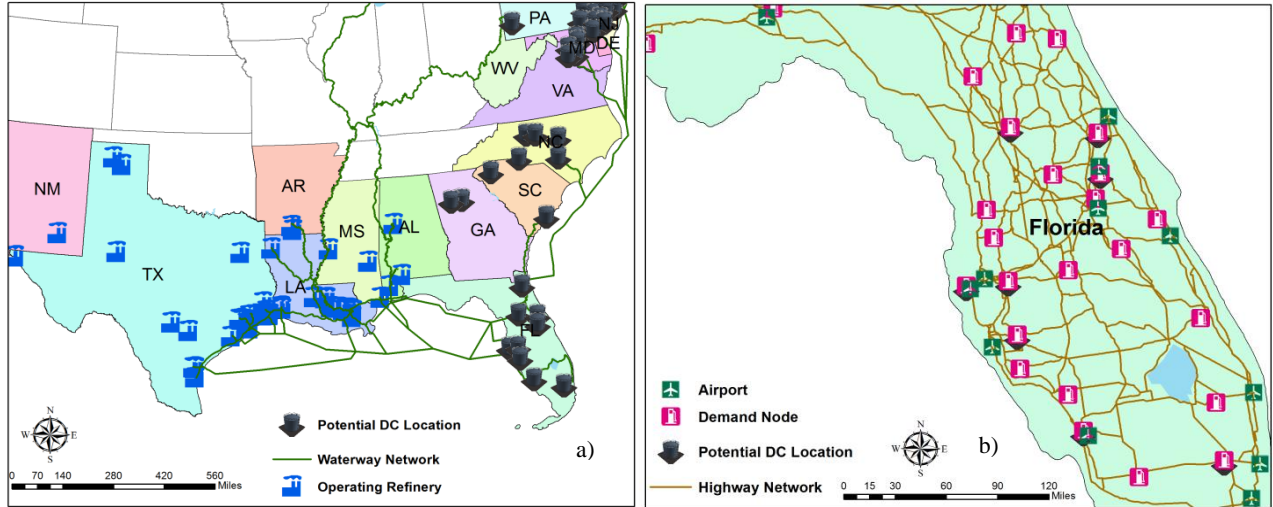 PA
NJ
MD
DE
WV
VA
NC
NM
AR
SC
MS
AL
GA
TX
LA
FL
N
W E
S
Potential DC Location
Waterway Network
Operating Refinery
a)
0 70 140 280 420 560
Miles
Florida
Airport
Demand Node
Potential DC Location
Highway Network
N
W E
S
b)
0 15 30 60 90 120
Miles